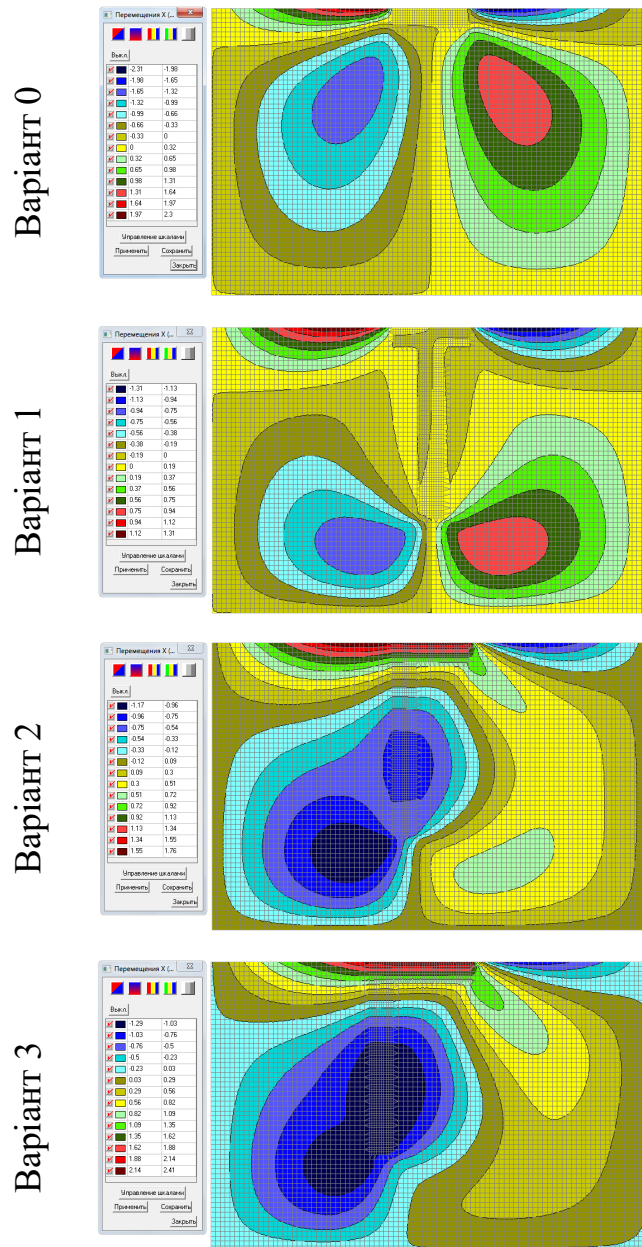 Варіант 0
Перемещения X (...
Выкл.
-2.31 -1.98
-1.98 -1.65
-1.65 -1.32
-1.32 -0.99
-0.99 -0.66
-0.66 -0.33
-0.33 0
0 0.32
0.32 0.65
0.65 0.98
0.98 1.31
1.31 1.64
1.64 1.97
1.97 2.3
Управление шкалами
Применить Сохранить
Закрыть
Варіант 1
Перемещения X (...
Выкл.
-1.31 -1.13
-1.13 -0.94
-0.94 -0.75
-0.75 -0.56
-0.56 -0.38
-0.38 -0.19
-0.19 0
0 0.19
0.19 0.37
0.37 0.56
0.56 0.75
0.75 0.94
0.94 1.12
1.12 1.31
Управление шкалами
Применить Сохранить
Закрыть
Варіант 2
Перемещения X (...
Выкл.
-1.17 -0.96
-0.96 -0.75
-0.75 -0.54
-0.54 -0.33
-0.33 -0.12
-0.12 0.09
0.09 0.3
0.3 0.51
0.51 0.72
0.72 0.92
0.92 1.13
1.13 1.34
1.34 1.55
1.55 1.76
Управление шкалами
Применить Сохранить
Закрыть
Варіант 3
Перемещения X (...
Выкл.
-1.29 -1.03
-1.03 -0.76
-0.76 -0.5
-0.5 -0.23
-0.23 0.03
0.03 0.29
0.29 0.56
0.56 0.82
0.82 1.09
1.09 1.35
1.35 1.62
1.62 1.88
1.88 2.14
2.14 2.41
Управление шкалами
Применить Сохранить
Закрыть